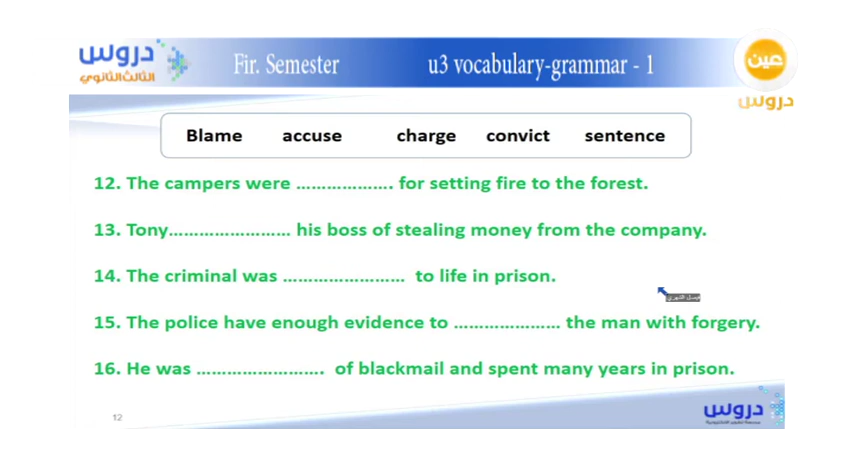 دروس
الثالث الثانوي
Fir. Semester
u3 vocabulary-grammar - 1
عين
دروس
Blame accuse charge convict sentence
12. The campers were ………………. for setting fire to the forest.
13. Tony…………………… his boss of stealing money from the company.
14. The criminal was …………………… to life in prison.
15. The police have enough evidence to ………………… the man with forgery.
16. He was ……………………. of blackmail and spent many years in prison.
12
دروس